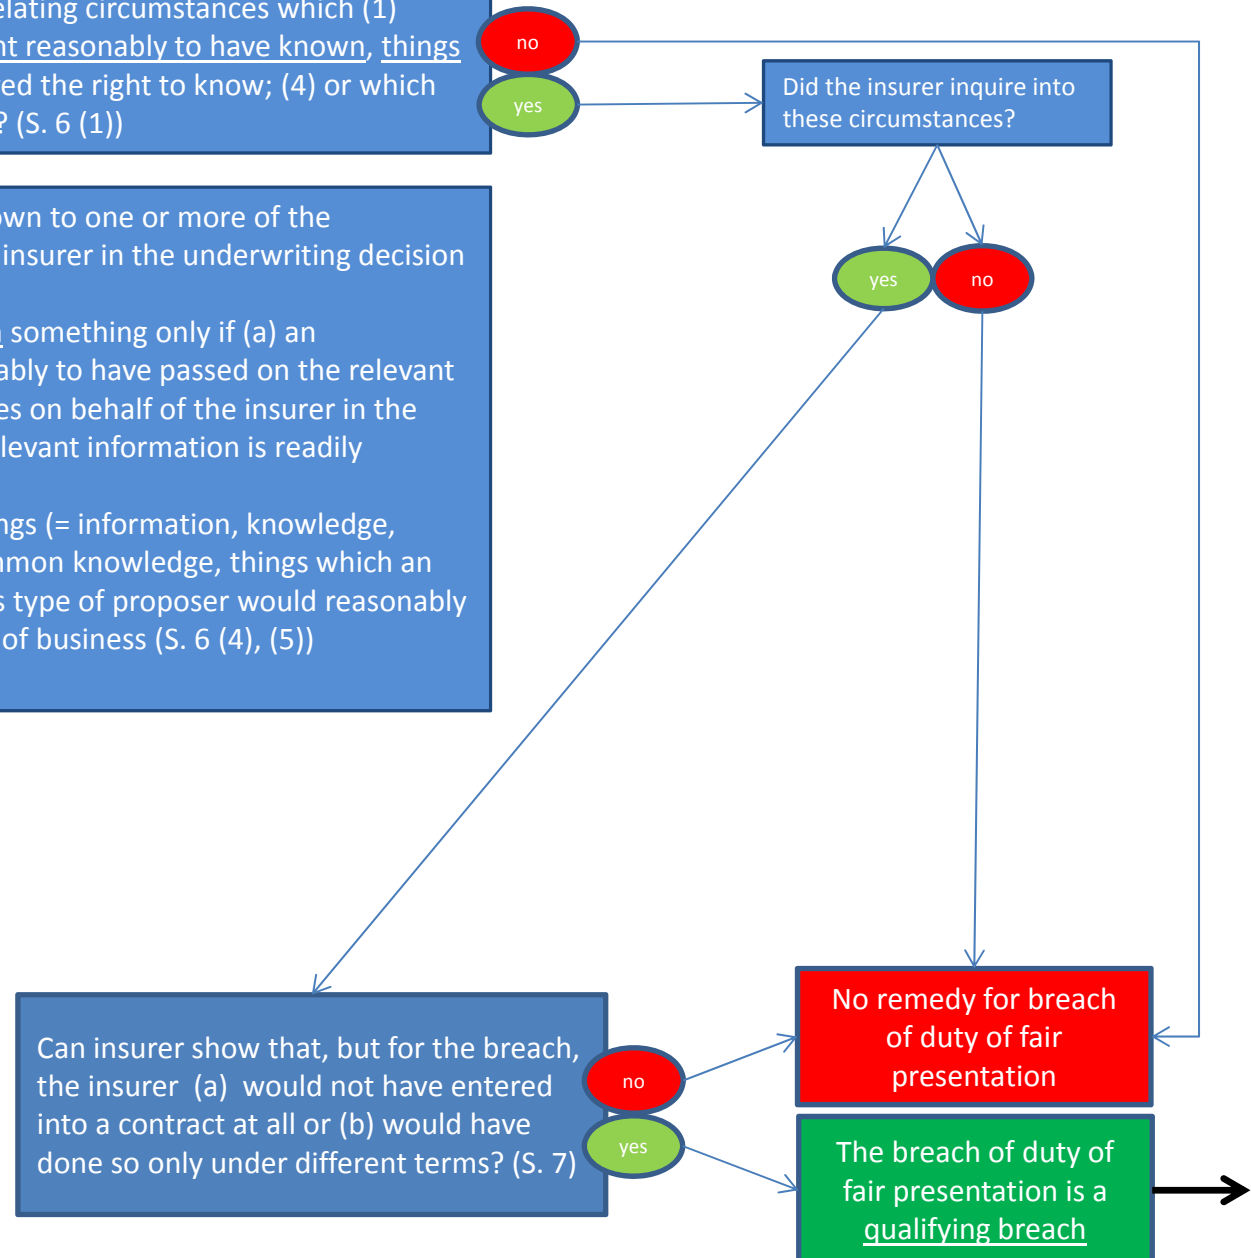 elating circumstances which (1)
nt reasonably to have known, things
red the right to know; (4) or which
? (S. 6 (1))
no
yes
Did the insurer inquire into
these circumstances?
own to one or more of the
insurer in the underwriting decision
something only if (a) an
ably to have passed on the relevant
es on behalf of the insurer in the
elevant information is readily
ngs (= information, knowledge,
mmon knowledge, things which an
s type of proposer would reasonably
of business (S. 6 (4), (5))
yes
no
Can insurer show that, but for the breach,
the insurer (a) would not have entered
into a contract at all or (b) would have
done so only under different terms? (S. 7)
no
yes
No remedy for breach
of duty of fair
presentation
The breach of duty of
fair presentation is a
qualifying breach